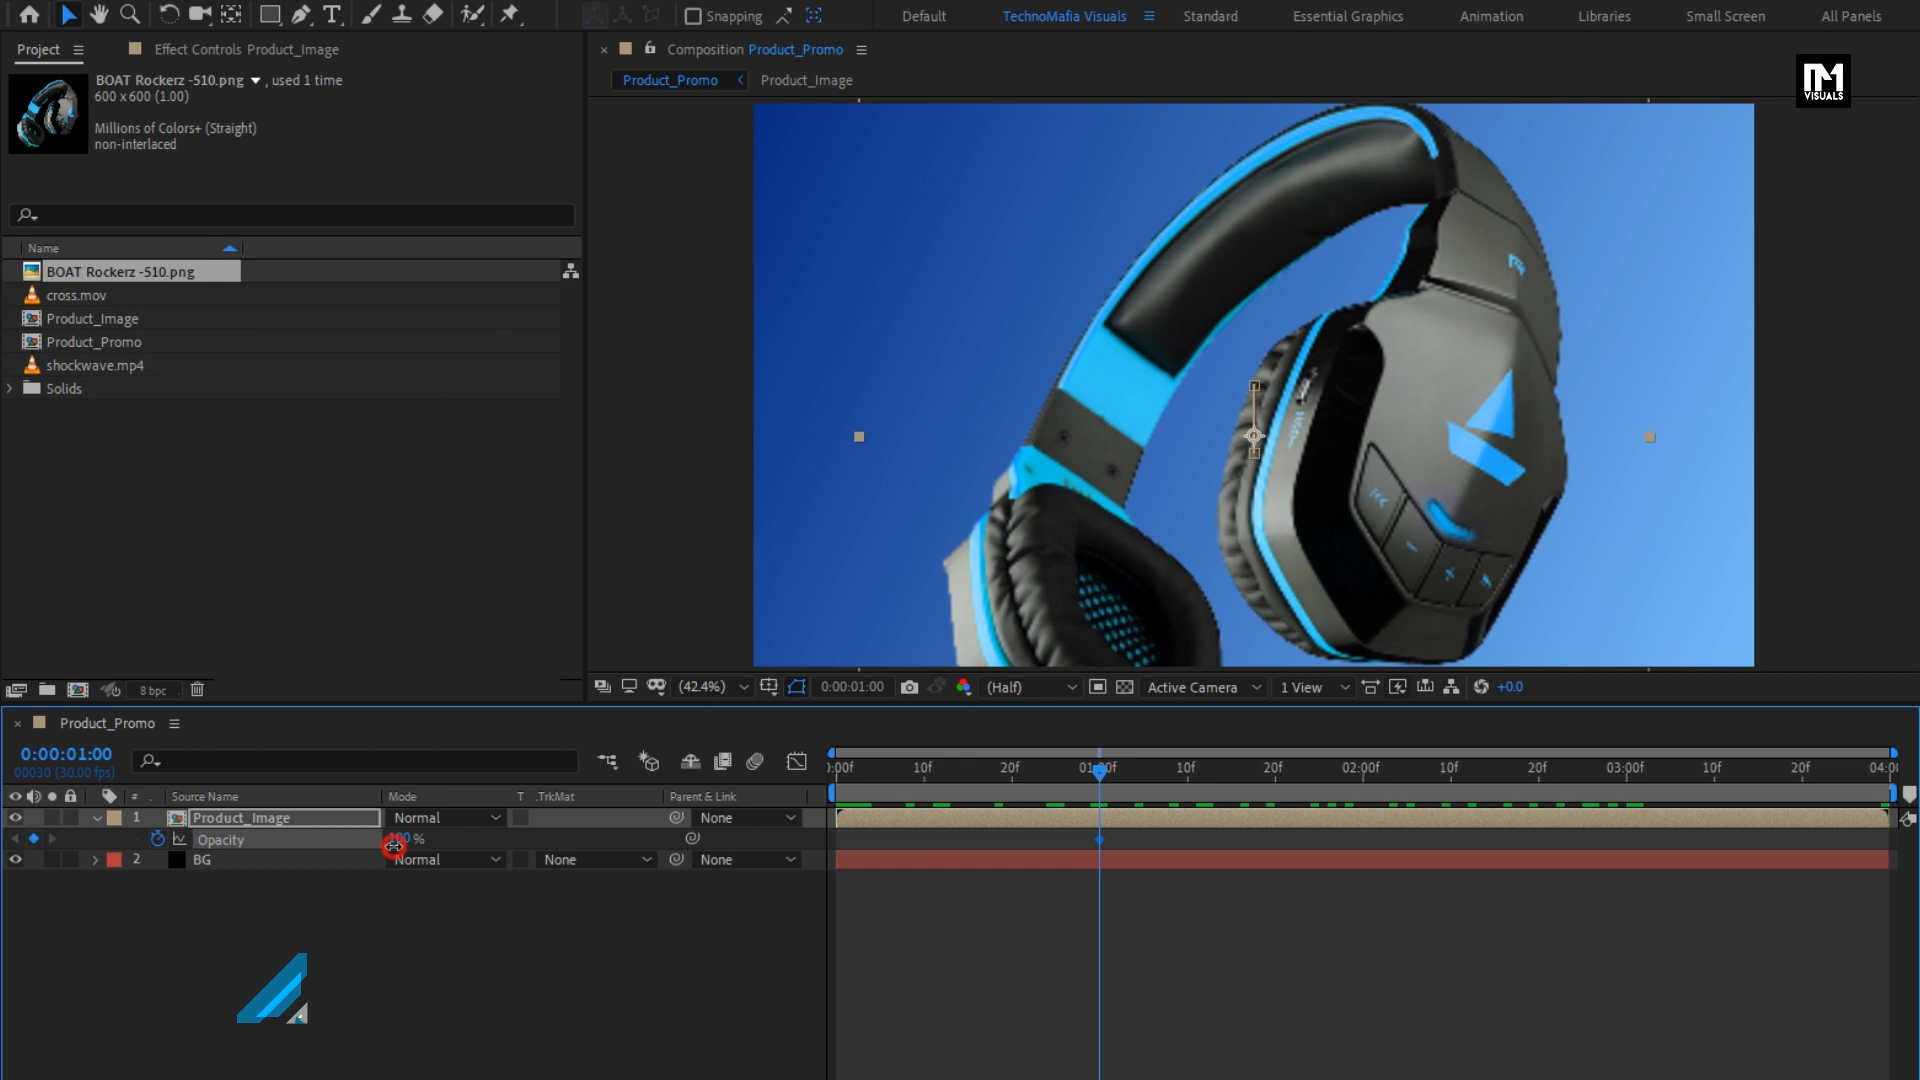 Snapping
Default
TechnoMafia Visuals
Standard
Essential Graphics
Animation
Libraries
Small Screen
All Panels
Project
Effect Controls Product_Image
BOAT Rockerz -510.png , used 1 time
600 x 600 (1.00)
Millions of Colors+ (Straight)
non-interlaced
Name
BOAT Rockerz -510.png
cross.mov
Product_Image
Product_Promo
shockwave.mp4
Solids
8 bpc
Composition Product_Promo
Product_Promo
Product_Image
VISUALS
(42.4%)
0:00:01:00
(Half)
Active Camera
1 View
+0.0
Product_Promo
0:00:01:00
00030 (30.00 fps)
# Source Name Mode T .TrkMat Parent & Link
1 Product_Image Normal None
Opacity %
2 BG Normal None None
):00f 10f 20f 10f 20f 02:00f 10f 20f 03:00f 10f 20f 04:0